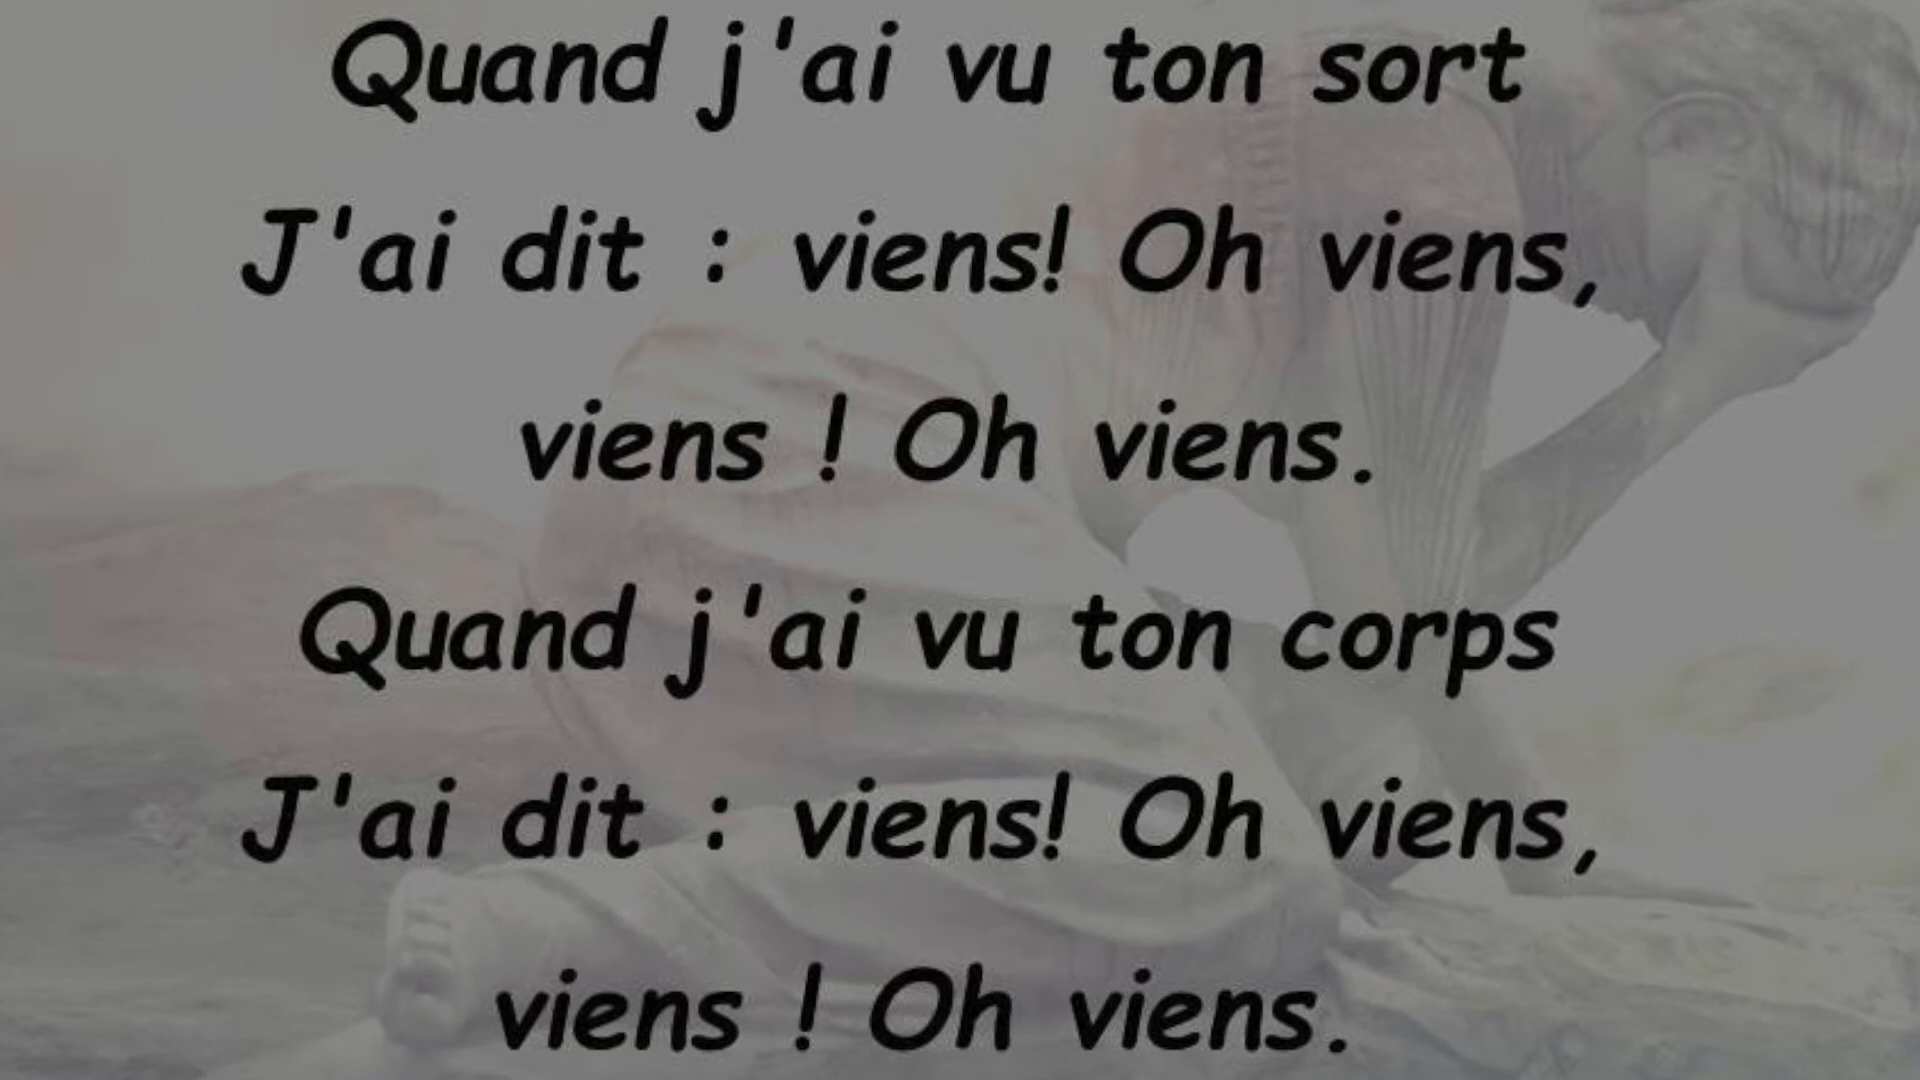 Quand j'ai vu ton sort
J'ai dit : viens! Oh viens,
viens ! Oh viens.
Quand j'ai vu ton corps
J'ai dit : viens! Oh viens,
viens ! Oh viens.